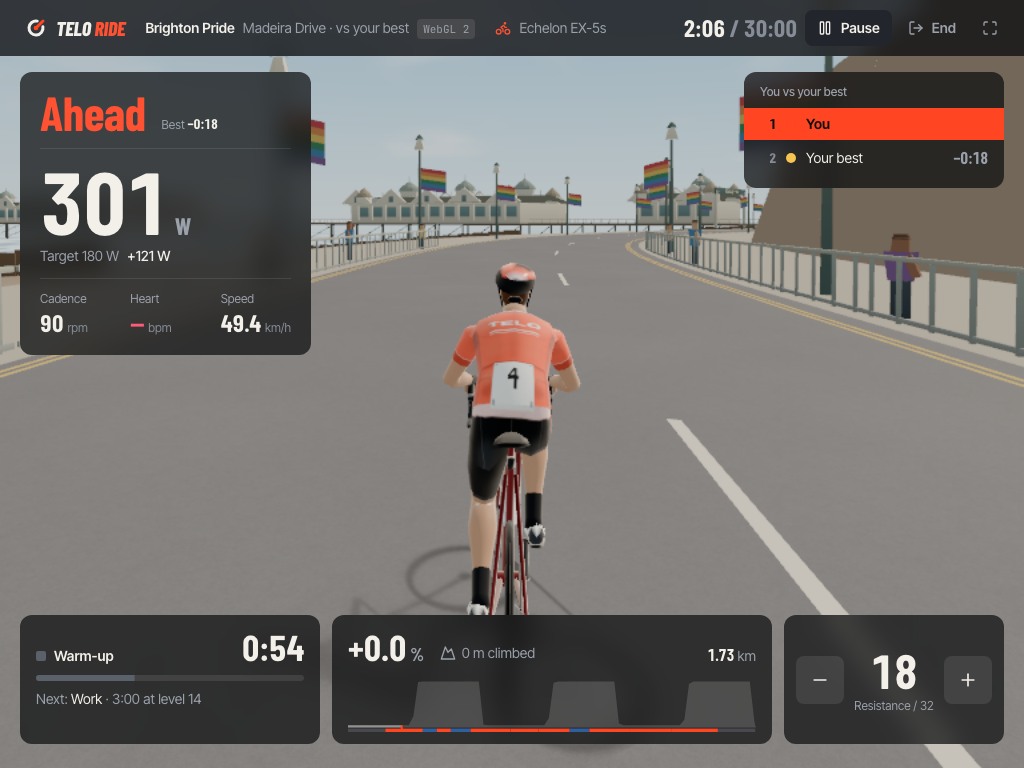 TELO RIDE Brighton Pride Madeira Drive · vs your best WebGL 2 Echelon EX-5s 2:06 / 30:00 Pause End
Ahead Best −0:18
301 W
Target 180 W +121 W
Cadence Heart Speed
90 rpm – bpm 49.4 km/h
You vs your best
1 You
2 Your best −0:18
TELO
4
Warm-up 0:54
Next: Work · 3:00 at level 14
+0.0 % 0 m climbed 1.73 km
− 18 +
Resistance / 32